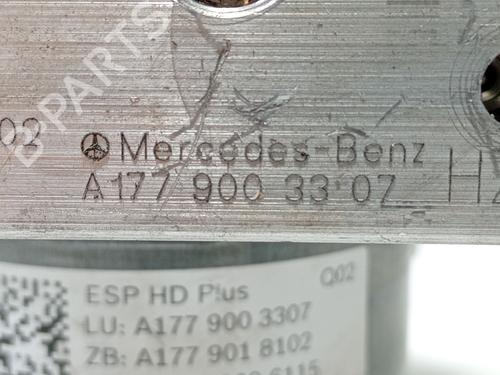 B-PARTS
02
Mercedes-Benz
A177 900 33 07 H
ESP HD Plus Q02
LU: A177 900 3307
ZB: A177 901 8102
6115